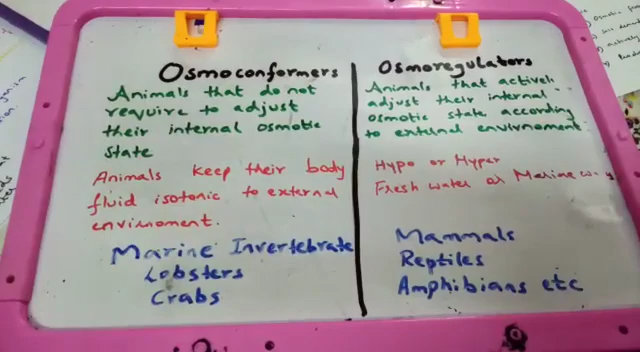 Osmoconformers
Animals that do not
require to adjust
their internal osmotic
state
Animals keep their body
fluid isotonic to external
envirnoment.
Marine Invertebrate
Lobsters
Crabs
Osmoregulators
Animals that actively
adjust their internal
osmotic state according
to external envirnoment
Hypo or Hyper
Fresh water or Marine
Mammals
Reptiles
Amphibians etc